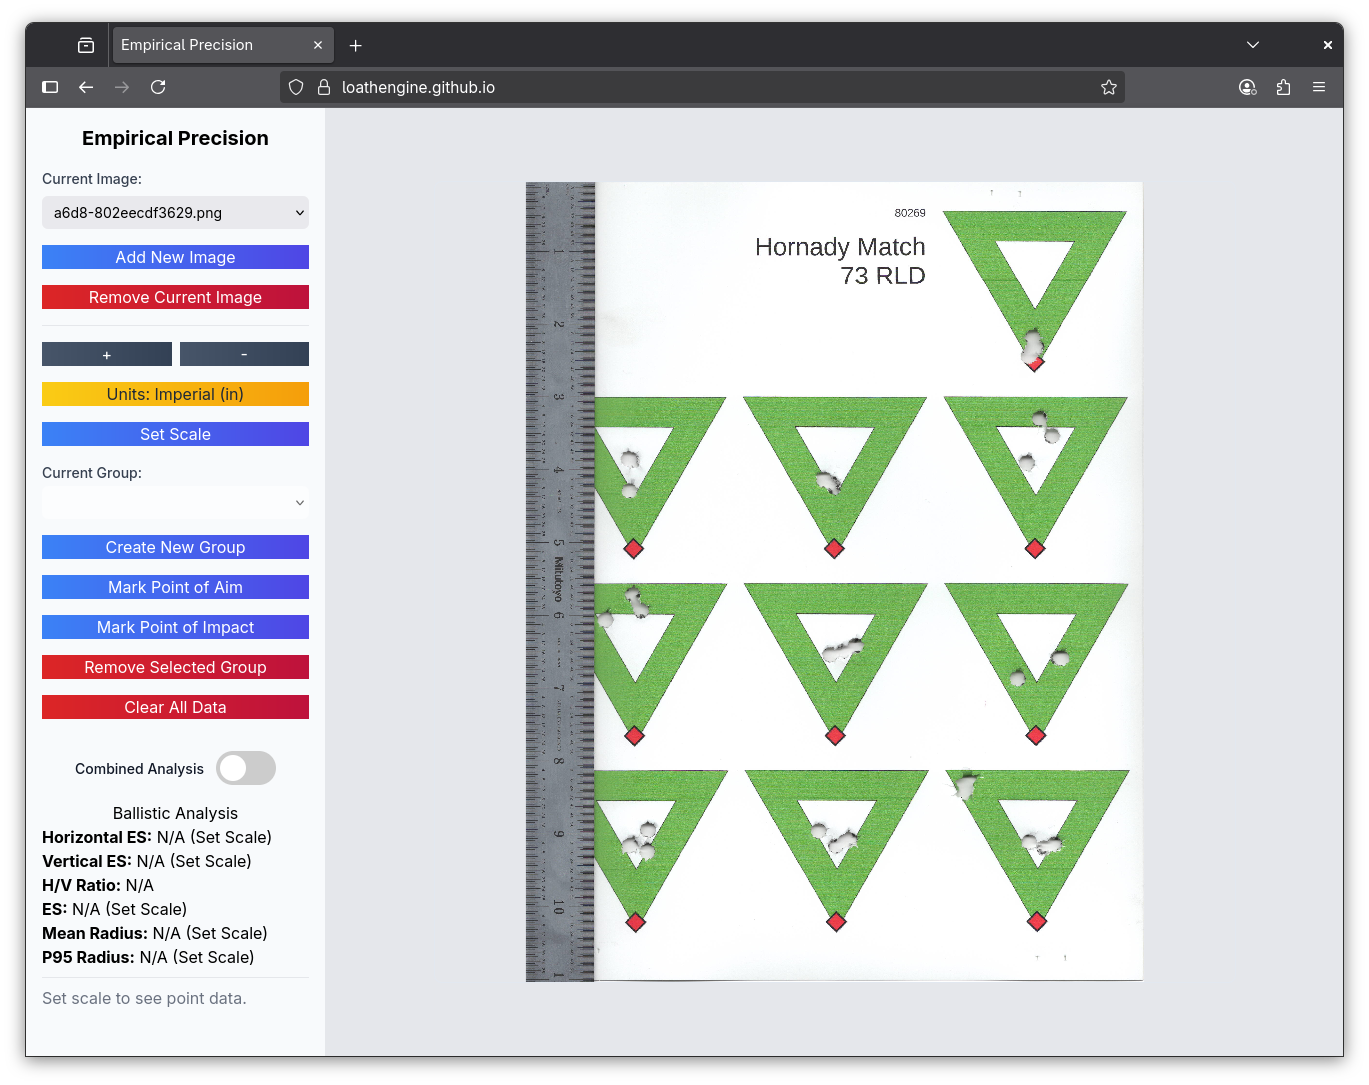 Empirical Precision
loathengine.github.io
Empirical Precision
Current Image:
a6d8-802eecdf3629.png
Add New Image
Remove Current Image
+
-
Units: Imperial (in)
Set Scale
Current Group:
Create New Group
Mark Point of Aim
Mark Point of Impact
Remove Selected Group
Clear All Data
Combined Analysis
Ballistic Analysis
Horizontal ES: N/A (Set Scale)
Vertical ES: N/A (Set Scale)
H/V Ratio: N/A
ES: N/A (Set Scale)
Mean Radius: N/A (Set Scale)
P95 Radius: N/A (Set Scale)
Set scale to see point data.
80269
Hornady Match
73 RLD
1
2
3
4
5
Mitutoyo
6
7
8
9
10